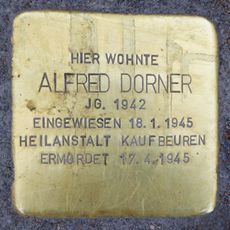 HIER WOHNTE
ALFRED DORNER
JG. 1942
EINGEWIESEN 18.1.1945
HEILANSTALT KAUFBEUREN
ERMORDET 17.4.1945